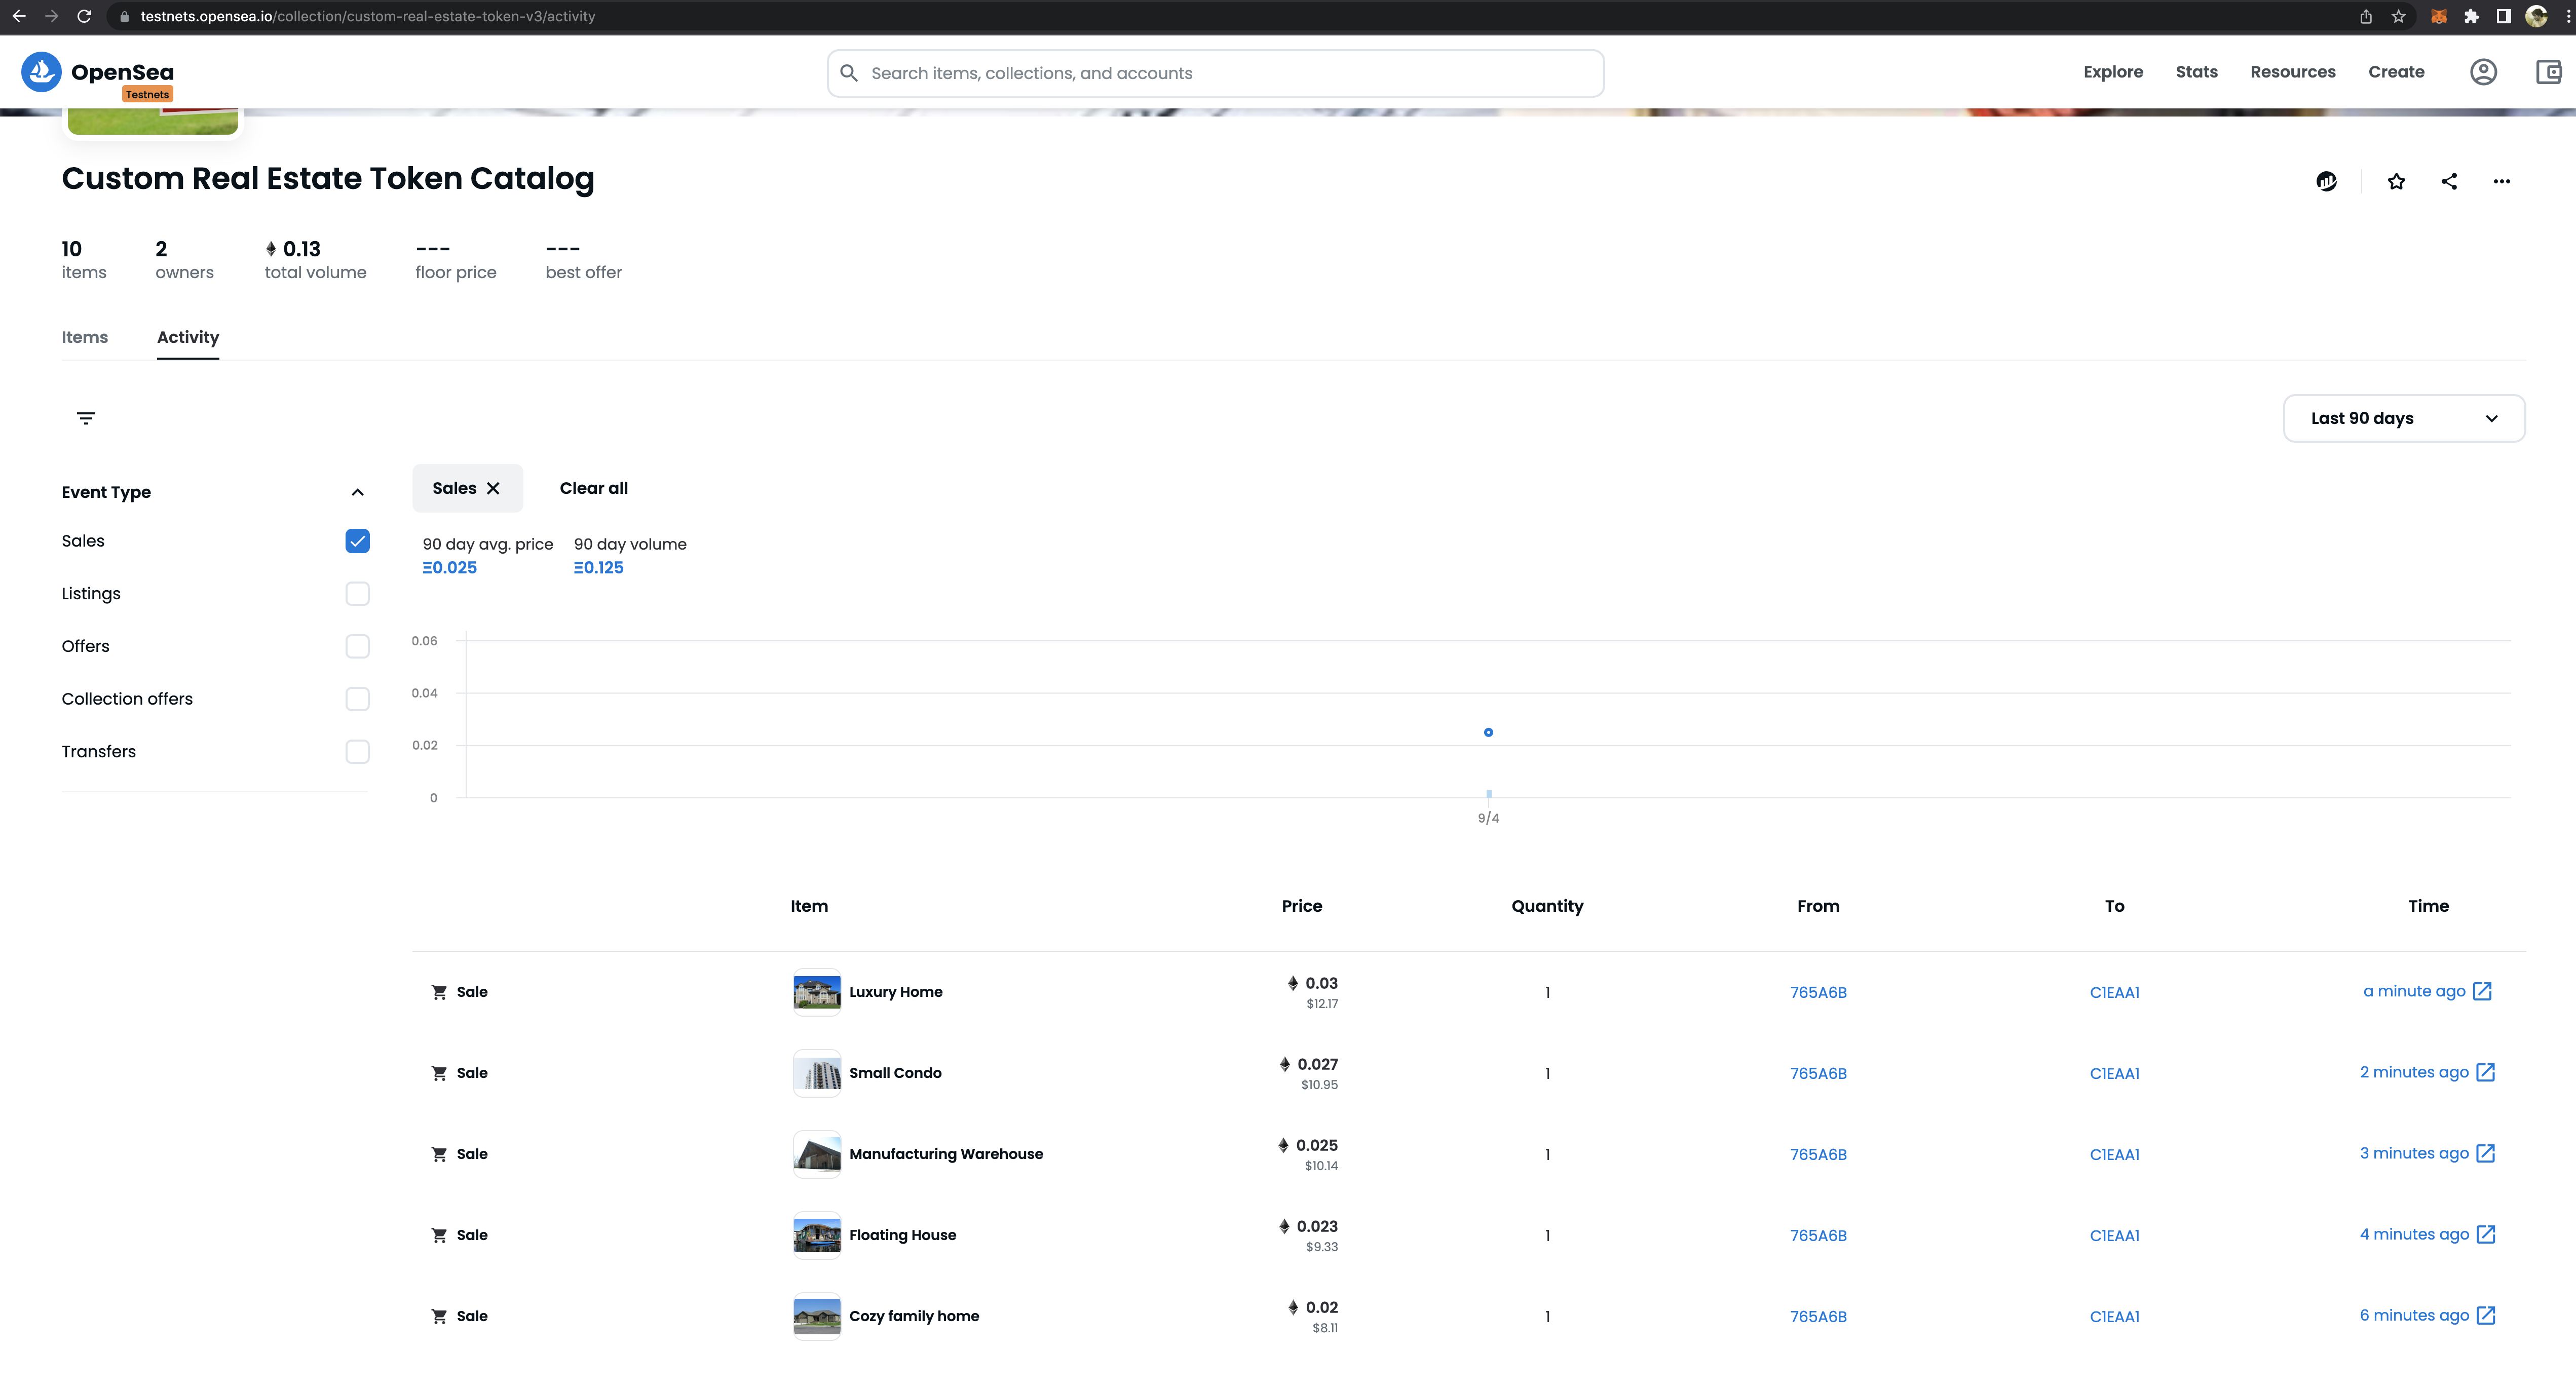 testnets.opensea.io/collection/custom-real-estate-token-v3/activity
OpenSea
Testnets
Search items, collections, and accounts
Explore Stats Resources Create
Custom Real Estate Token Catalog
10 2 0.13 --- ---
items owners total volume floor price best offer
Items Activity
Last 90 days
Event Type
Sales
Listings
Offers
Collection offers
Transfers
Sales Clear all
90 day avg. price 90 day volume
Ξ0.025 Ξ0.125
0.06
0.04
0.02
0
9/4
Item Price Quantity From To Time
Sale Luxury Home 0.03 1 765A6B C1EAA1 a minute ago
$12.17
Sale Small Condo 0.027 1 765A6B C1EAA1 2 minutes ago
$10.95
Sale Manufacturing Warehouse 0.025 1 765A6B C1EAA1 3 minutes ago
$10.14
Sale Floating House 0.023 1 765A6B C1EAA1 4 minutes ago
$9.33
Sale Cozy family home 0.02 1 765A6B C1EAA1 6 minutes ago
$8.11